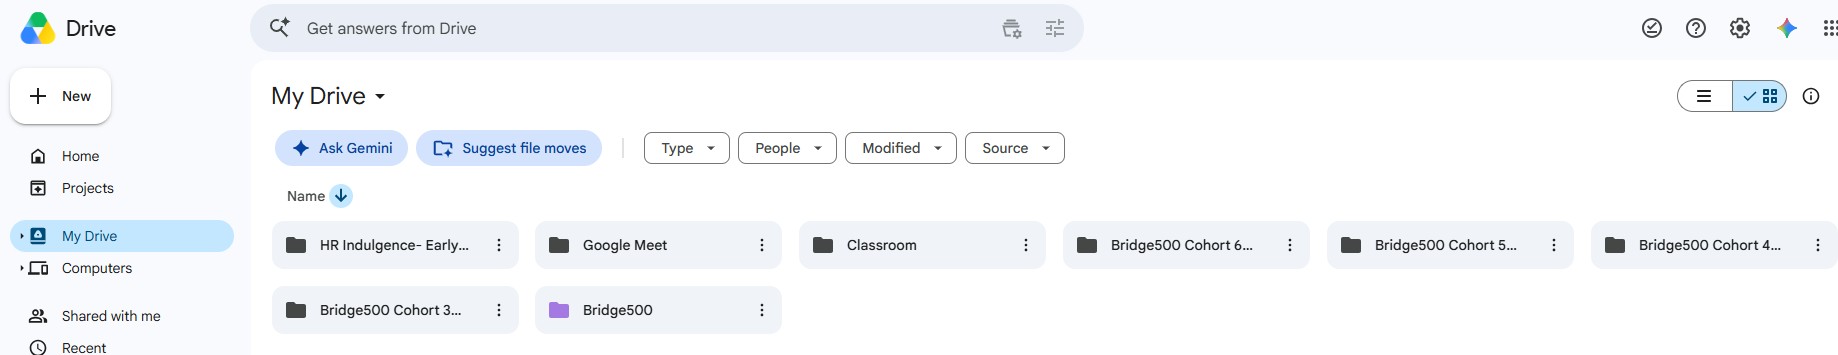 Drive
Get answers from Drive
New
Home
Projects
My Drive
Computers
Shared with me
Recent
My Drive
Ask Gemini
Suggest file moves
Type
People
Modified
Source
Name
HR Indulgence- Early...
Google Meet
Classroom
Bridge500 Cohort 6...
Bridge500 Cohort 5...
Bridge500 Cohort 4...
Bridge500 Cohort 3...
Bridge500